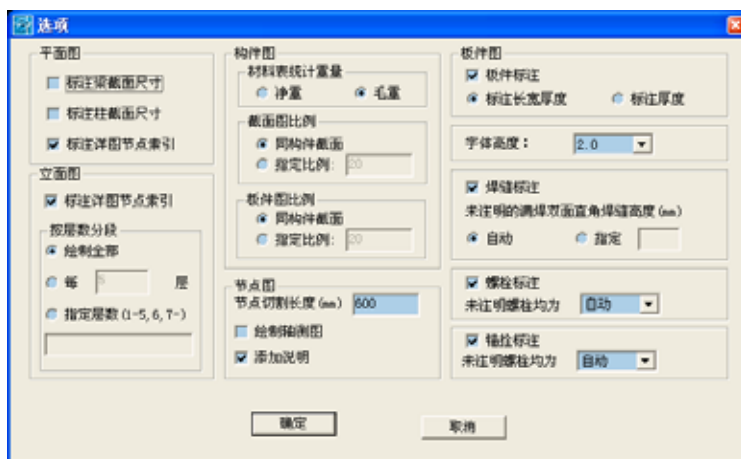 选项
平面图
标注梁截面尺寸
标注柱截面尺寸
标注详图节点索引
立面图
标注详图节点索引
按层数分段
绘制全部
每 5 层
指定层数(1-5,6,7-)
构件图
材料表统计重量
净重 毛重
截面图比例
同构件截面
指定比例: 20
板件图比例
同构件截面
指定比例: 20
节点图
节点切割长度(mm) 600
绘制轴测图
添加说明
板件图
板件标注
标注长宽厚度 标注厚度
字体高度: 2.0
焊缝标注
未注明的满焊双面直角焊缝高度(mm)
自动 指定
螺栓标注
未注明螺栓均为 自动
锚栓标注
未注明螺栓均为 自动
确定 取消